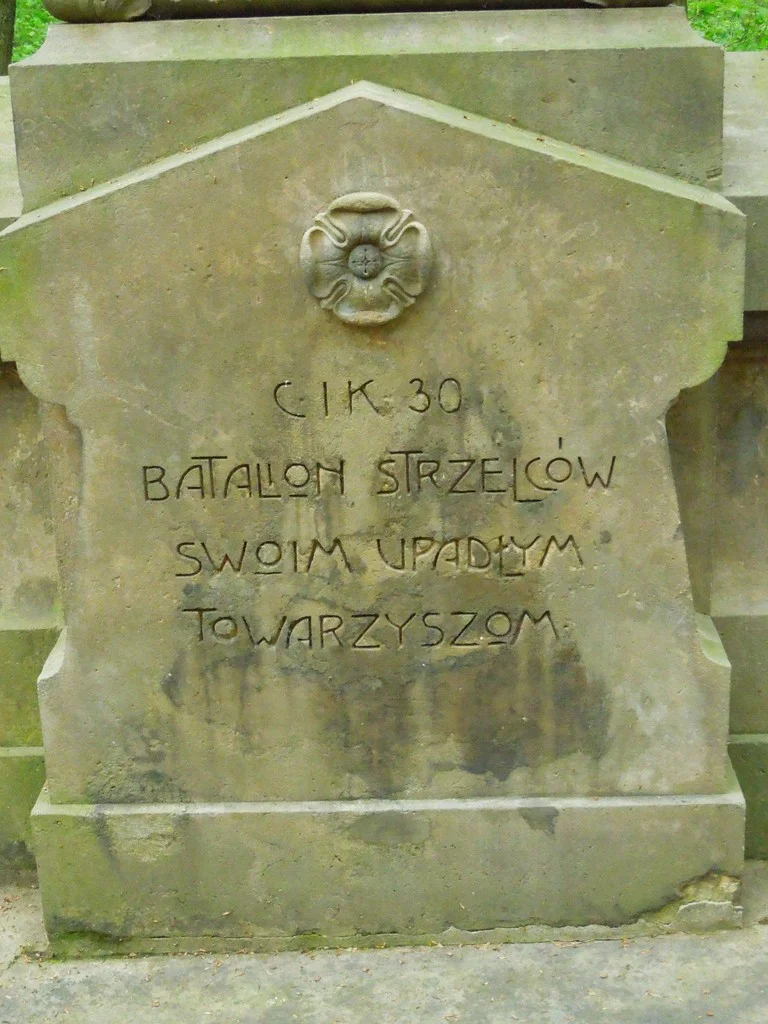 C I K 30
BATALION STRZELCÓW
SWOIM UPADŁYM
TOWARZYSZOM